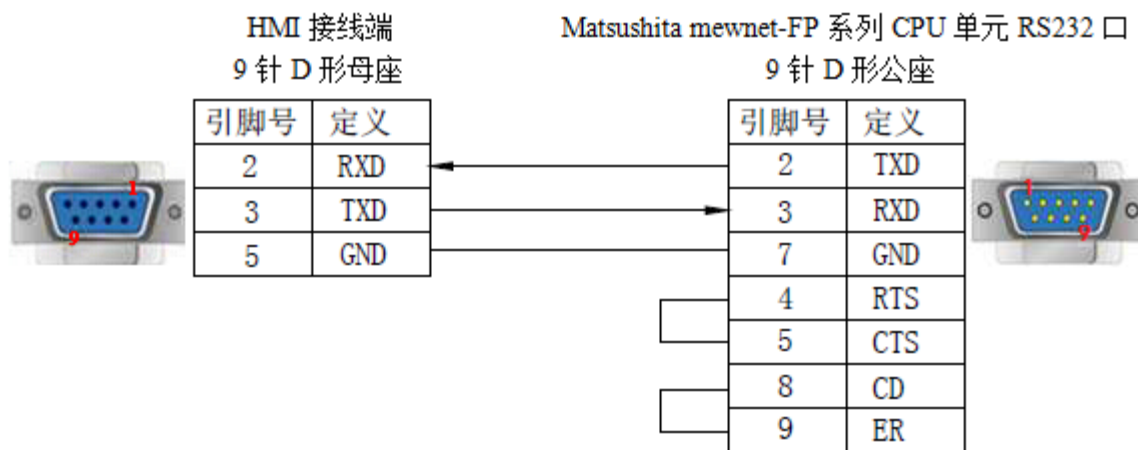 HMI 接线端
9 针 D 形母座
Matsushita mewnet-FP 系列 CPU 单元 RS232 口
9 针 D 形公座
引脚号 定义
2 RXD
3 TXD
5 GND
引脚号 定义
2 TXD
3 RXD
7 GND
4 RTS
5 CTS
8 CD
9 ER
1
9
1
9